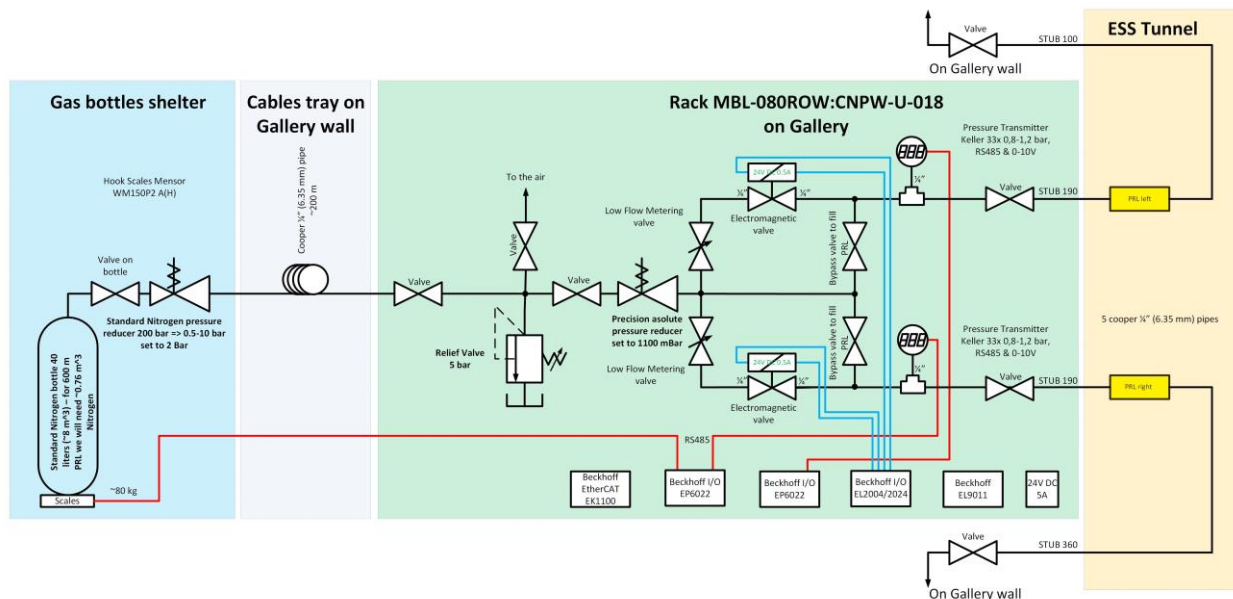 Gas bottles shelter
Hook Scales Mensor
WM150P2 A(H)
Valve on
bottle
Standard Nitrogen pressure
reducer 200 bar => 0.5-10 bar
set to 2 Bar
Standard Nitrogen bottle 40
liters (~8 m^3) – for 600 m
PRL we will need ~0.76 m^3
Nitrogen
Scales
~80 kg
Cables tray on
Gallery wall
Cooper ¼” (6.35 mm) pipe
~200 m
Rack MBL-080ROW:CNPW-U-018
on Gallery
Valve
To the air
Valve
Relief Valve
5 bar
Valve
Precision asolute
pressure reducer
set to 1100 mBar
Low Flow Metering
valve
Low Flow Metering
valve
24V DC 0.5A
¼”
¼”
Electromagnetic
valve
24V DC 0.5A
¼”
¼”
Electromagnetic
valve
Bypass valve to fill
PRL
Bypass valve to fill
PRL
¼”
Pressure Transmitter
Keller 33x 0,8-1,2 bar,
RS485 & 0-10V
Valve
STUB 190
¼”
Pressure Transmitter
Keller 33x 0,8-1,2 bar,
RS485 & 0-10V
Valve
STUB 190
RS485
Beckhoff
EtherCAT
EK1100
Beckhoff I/O
EP6022
Beckhoff I/O
EP6022
Beckhoff I/O
EL2004/2024
Beckhoff
EL9011
24V DC
5A
Valve
STUB 100
On Gallery wall
ESS Tunnel
PRL left
5 cooper ¼” (6.35 mm) pipes
PRL right
Valve
STUB 360
On Gallery wall